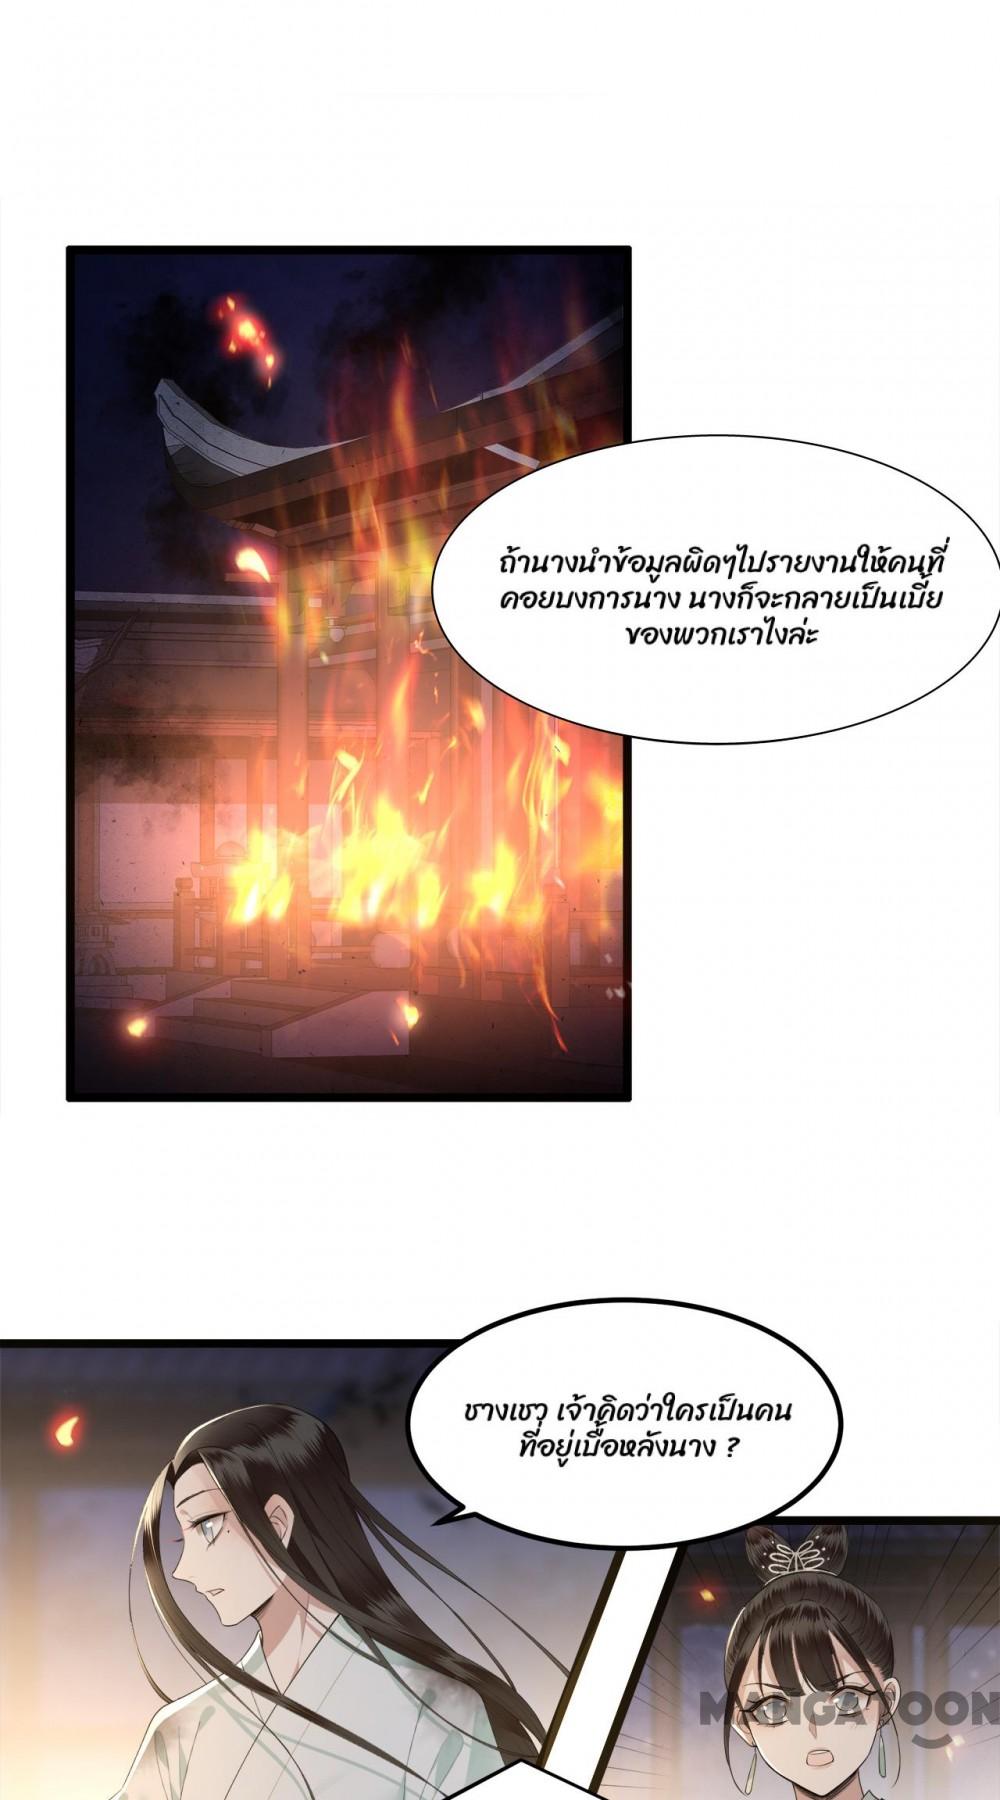 ถ้านางนำข้อมูลผิดๆไปรายงานให้คนที่
คอยบงการนาง นางก็จะกลายเป็นเบี้ย
ของพวกเราไงล่ะ
ชางเชว เจ้าคิดว่าใครเป็นคน
ที่อยู่เบื้อหลังนาง ?
MANGATOON